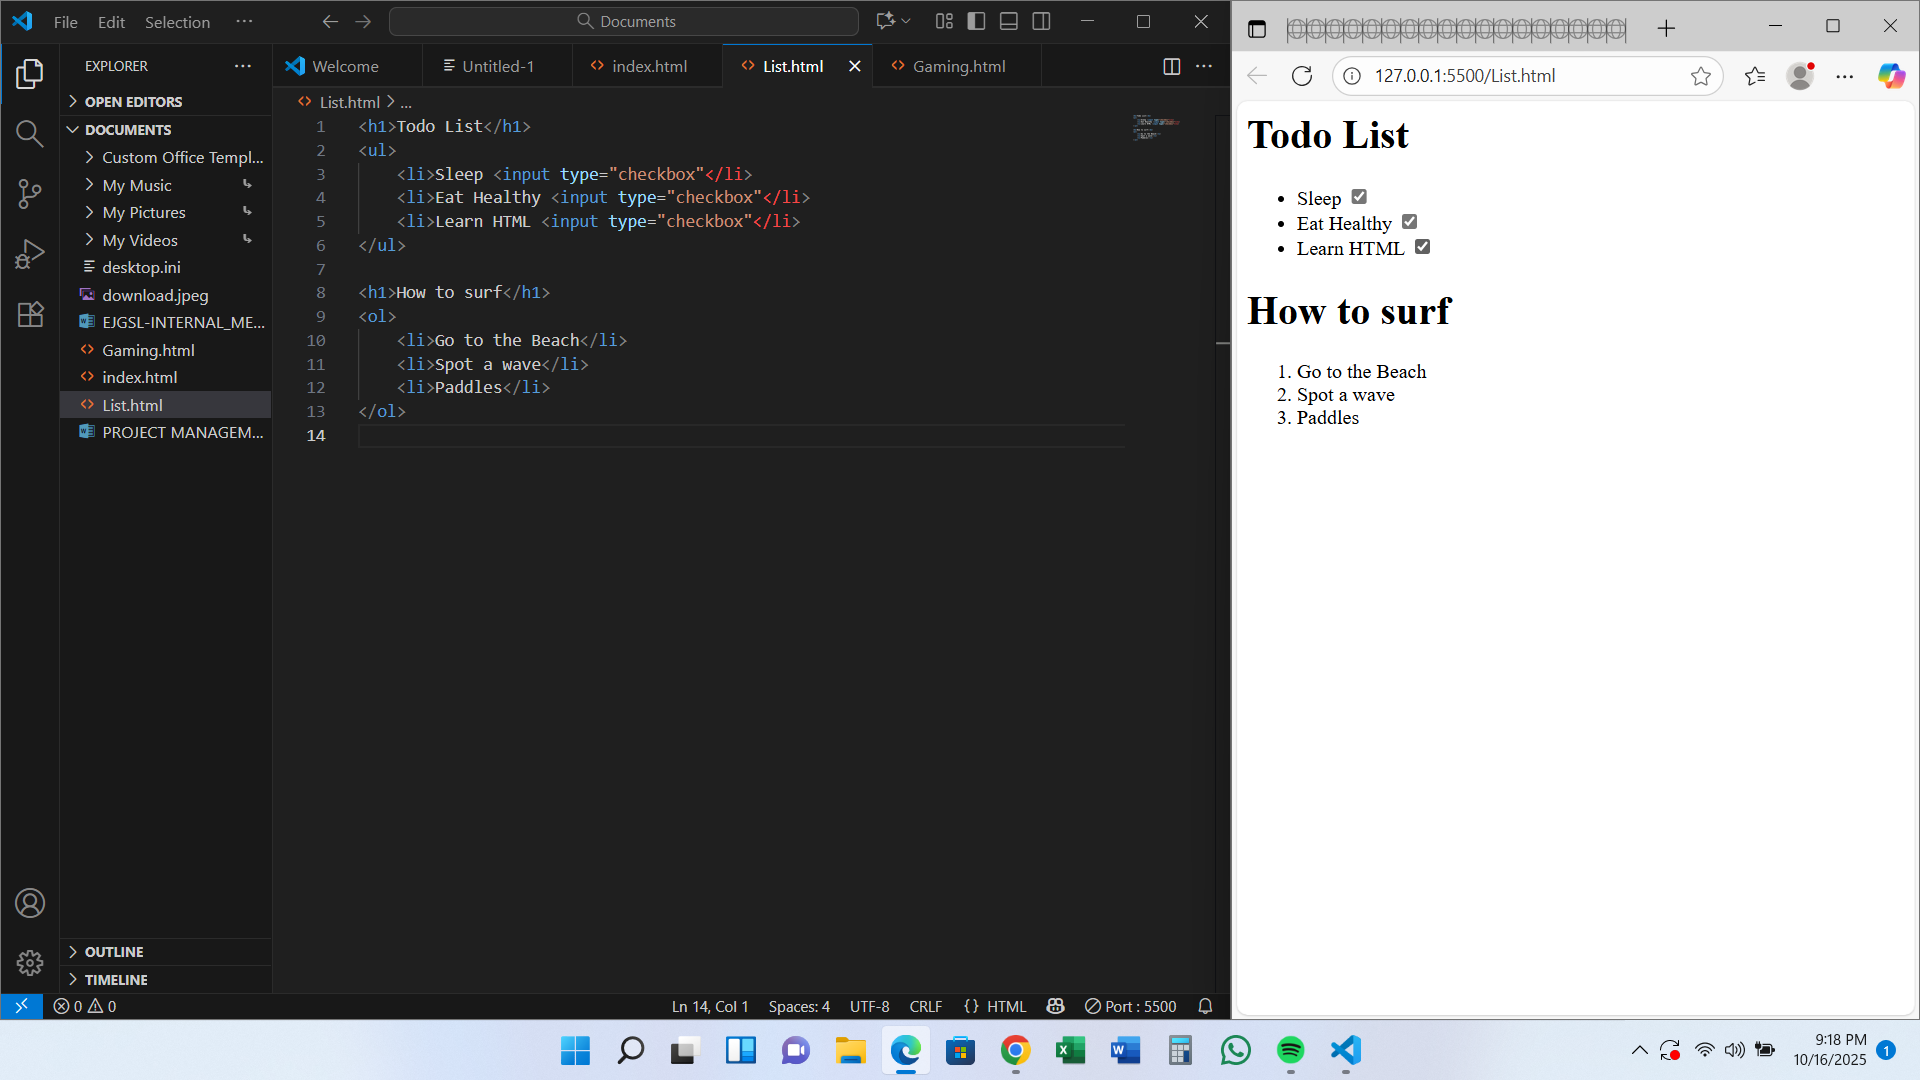 File Edit Selection ··· Documents
EXPLORER ···
OPEN EDITORS
DOCUMENTS
Custom Office Templ...
My Music
My Pictures
My Videos
desktop.ini
download.jpeg
EJGSL-INTERNAL_ME...
Gaming.html
index.html
List.html
PROJECT MANAGEM...
OUTLINE
TIMELINE
Welcome Untitled-1 index.html List.html Gaming.html ···
List.html > ...
1 <h1>Todo List</h1>
2 <ul>
3 <li>Sleep <input type="checkbox"</li>
4 <li>Eat Healthy <input type="checkbox"</li>
5 <li>Learn HTML <input type="checkbox"</li>
6 </ul>
7
8 <h1>How to surf</h1>
9 <ol>
10 <li>Go to the Beach</li>
11 <li>Spot a wave</li>
12 <li>Paddles</li>
13 </ol>
14
0 0 Ln 14, Col 1 Spaces: 4 UTF-8 CRLF {} HTML Port : 5500
127.0.0.1:5500/List.html
Todo List
• Sleep
• Eat Healthy
• Learn HTML
How to surf
1. Go to the Beach
2. Spot a wave
3. Paddles
9:18 PM
10/16/2025
1